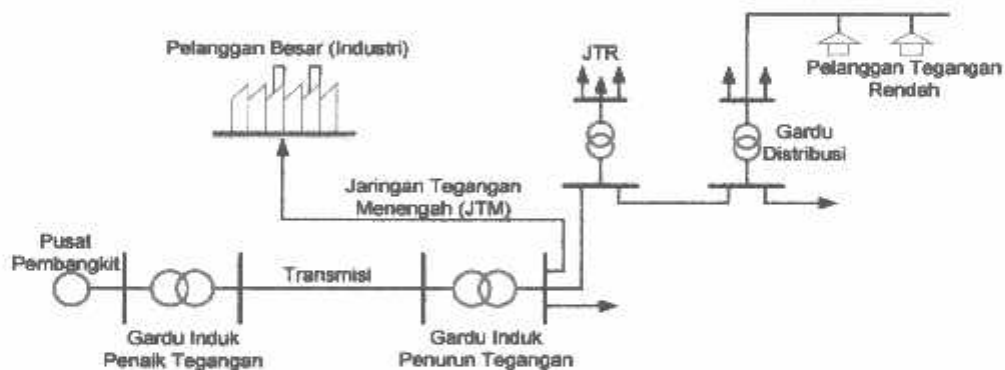 Pelanggan Besar (Industri)
JTR
Pelanggan Tegangan
Rendah
Gardu
Distribusi
Jaringan Tegangan
Menengah (JTM)
Pusat
Pembangkit
Transmisi
Gardu Induk
Penaik Tegangan
Gardu Induk
Penurun Tegangan